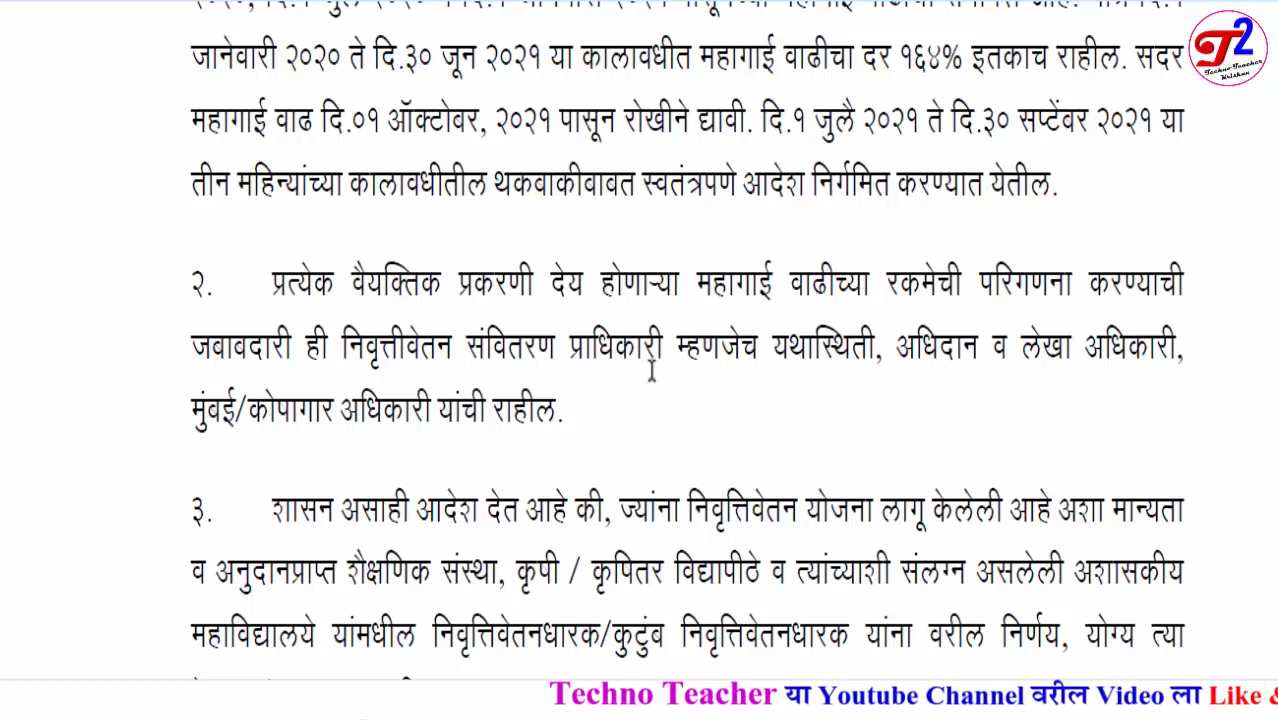 जानेवारी २०२० ते दि.३० जून २०२१ या कालावधीत महागाई वाढीचा दर १६४% इतकाच राहील. सदर
महागाई वाढ दि.०१ ऑक्टोबर, २०२१ पासून रोखीने द्यावी. दि.१ जुलै २०२१ ते दि.३० सप्टेंबर २०२१ या
तीन महिन्यांच्या कालावधीतील थकबाकीबाबत स्वतंत्रपणे आदेश निर्गमित करण्यात येतील.
२. प्रत्येक वैयक्तिक प्रकरणी देय होणाऱ्या महागाई वाढीच्या रकमेची परिगणना करण्याची
जबाबदारी ही निवृत्तीवेतन संवितरण प्राधिकारी म्हणजेच यथास्थिती, अधिदान व लेखा अधिकारी,
मुंबई/कोषागार अधिकारी यांची राहील.
३. शासन असाही आदेश देत आहे की, ज्यांना निवृत्तिवेतन योजना लागू केलेली आहे अशा मान्यता
व अनुदानप्राप्त शैक्षणिक संस्था, कृषी / कृषितर विद्यापीठे व त्यांच्याशी संलग्न असलेली अशासकीय
महाविद्यालये यांमधील निवृत्तिवेतनधारक/कुटुंब निवृत्तिवेतनधारक यांना वरील निर्णय, योग्य त्या
T2
Techno Teacher
Krishna
Techno Teacher या Youtube Channel वरील Video ला Like &